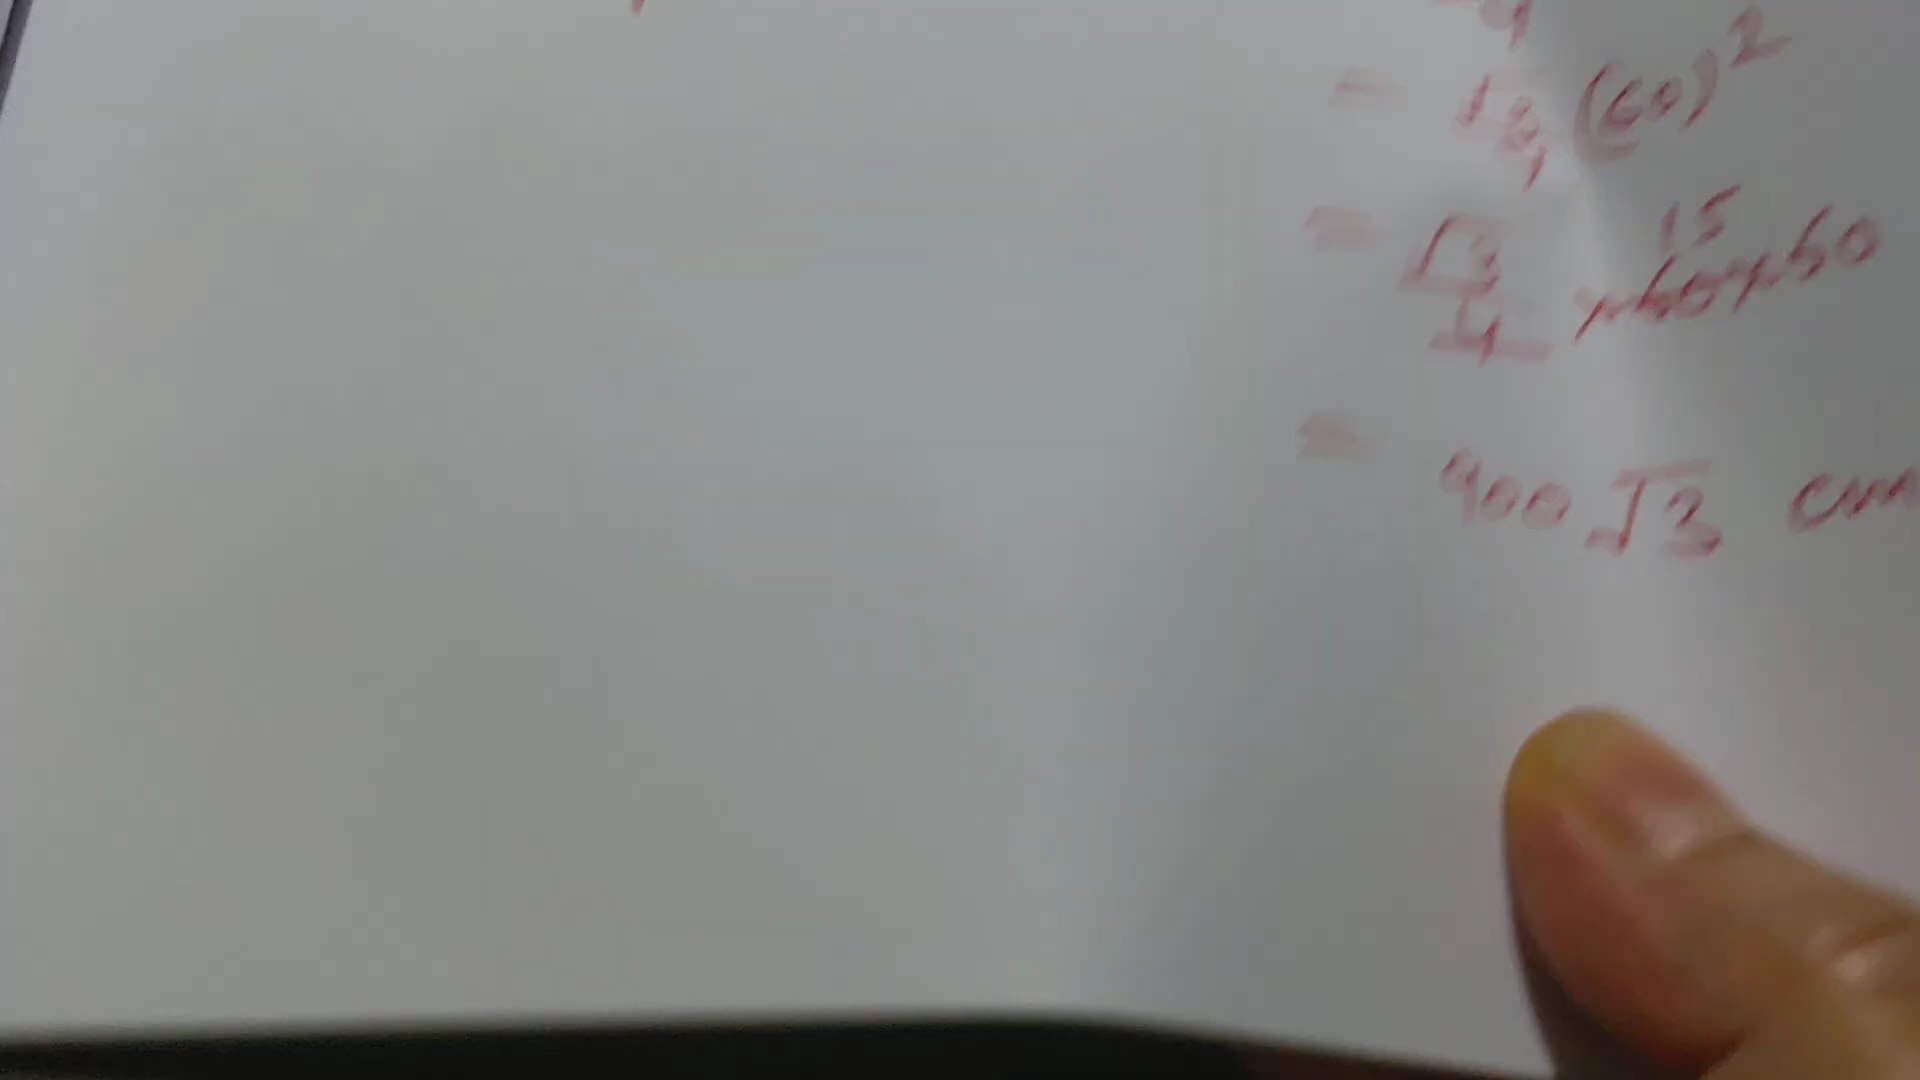 = √3/4 (60)²
= √3/4 × 60 × 60 15
= 900 √3 cm